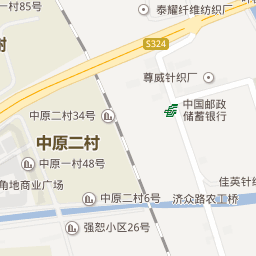 一村85号
泰耀纤维纺织厂
树
S324
尊威针织厂
中原二村34号
中国邮政
储蓄银行
中原二村
中原一村48号
佳英针纟
角地商业广场
中原二村6号
济众路农工桥
强恕小区26号